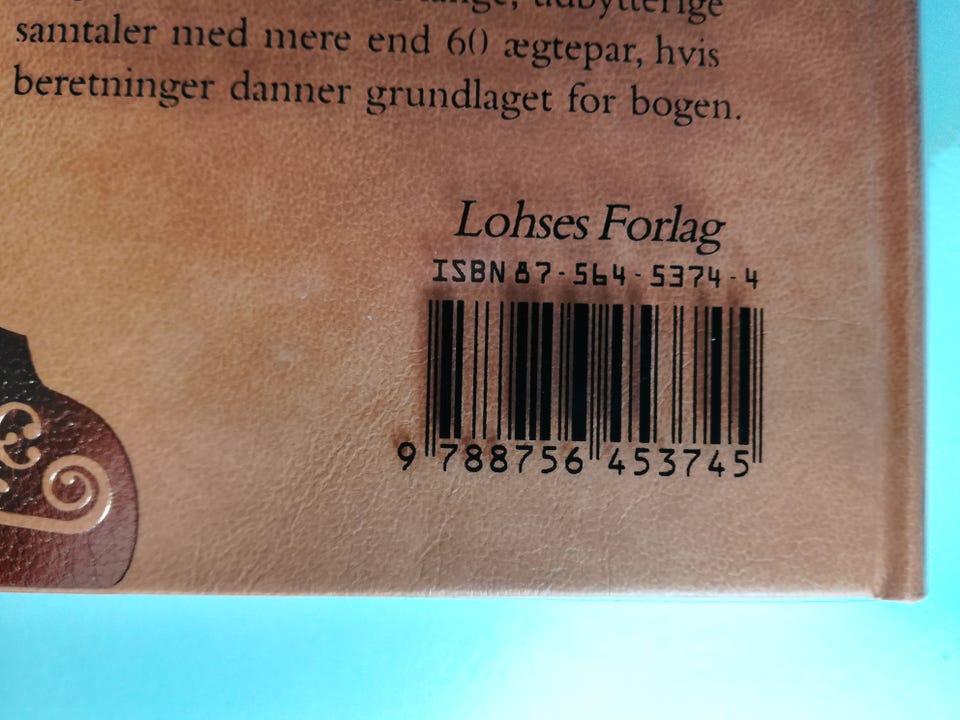 udbytterige
samtaler med mere end 60 ægtepar, hvis
beretninger danner grundlaget for bogen.
Lohses Forlag
ISBN 87-564-5374-4
9 788756 453745